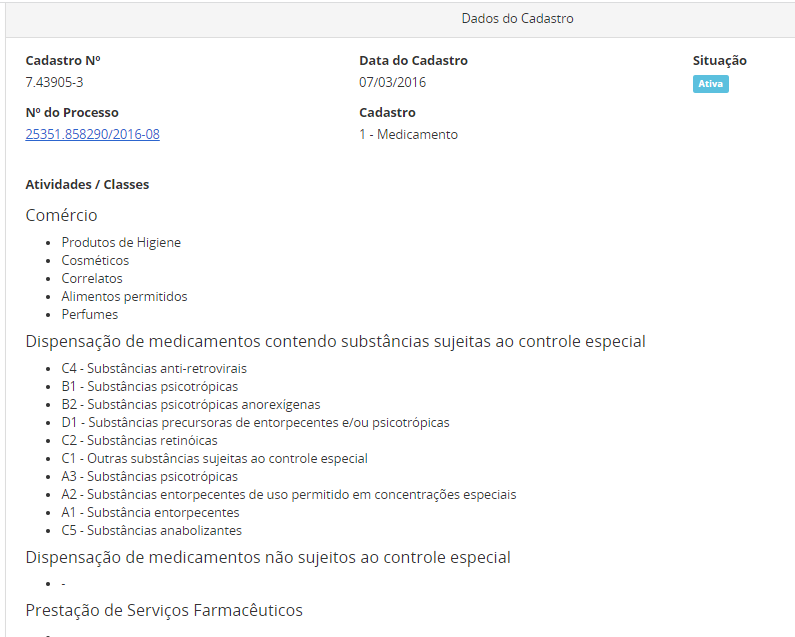 Dados do Cadastro
Cadastro Nº
Data do Cadastro
Situação
7.43905-3
07/03/2016
Ativa
Nº do Processo
Cadastro
25351.858290/2016-08
1 - Medicamento
Atividades / Classes
Comércio
• Produtos de Higiene
• Cosméticos
• Correlatos
• Alimentos permitidos
• Perfumes
Dispensação de medicamentos contendo substâncias sujeitas ao controle especial
• C4 - Substâncias anti-retrovirais
• B1 - Substâncias psicotrópicas
• B2 - Substâncias psicotrópicas anorexígenas
• D1 - Substâncias precursoras de entorpecentes e/ou psicotrópicas
• C2 - Substâncias retinóicas
• C1 - Outras substâncias sujeitas ao controle especial
• A3 - Substâncias psicotrópicas
• A2 - Substâncias entorpecentes de uso permitido em concentrações especiais
• A1 - Substância entorpecentes
• C5 - Substâncias anabolizantes
Dispensação de medicamentos não sujeitos ao controle especial
• -
Prestação de Serviços Farmacêuticos
-